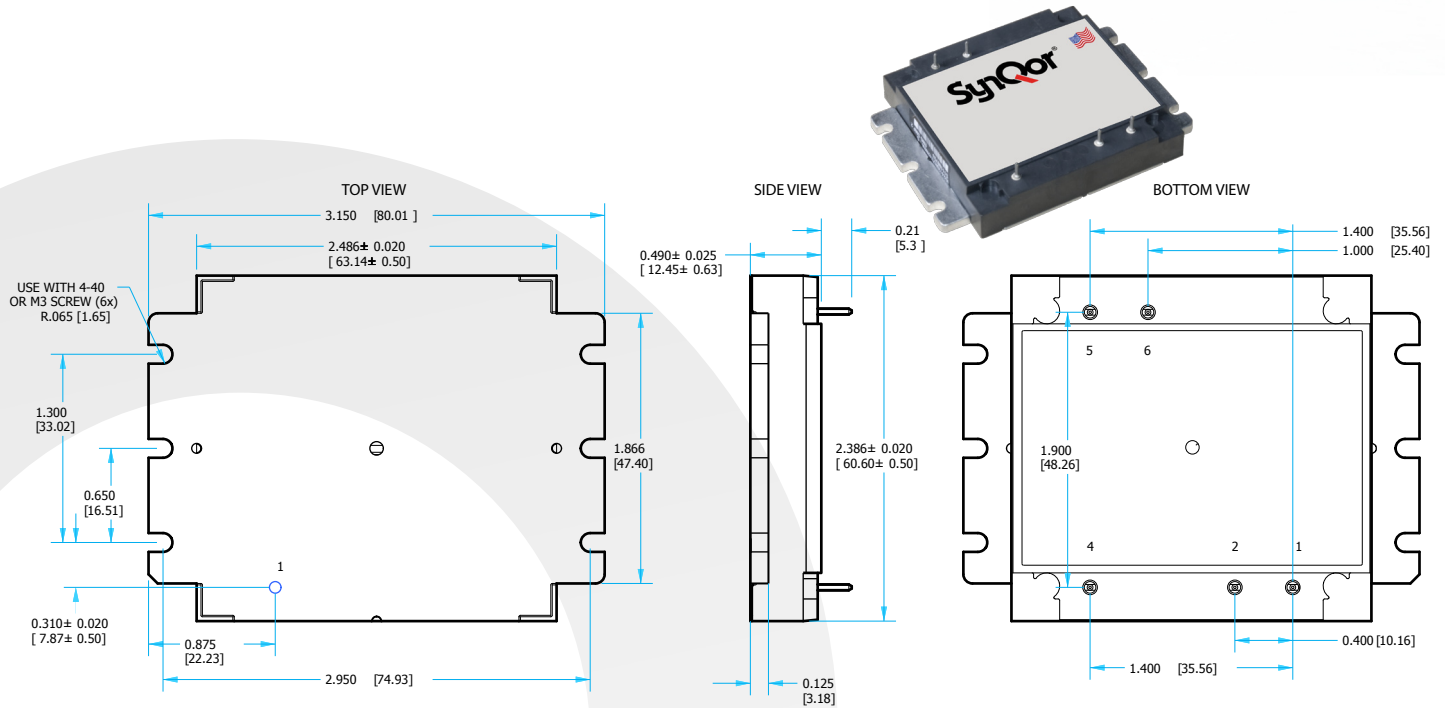 SynQor®
TOP VIEW
3.150 [80.01 ]
2.486± 0.020
[ 63.14± 0.50]
USE WITH 4-40
OR M3 SCREW (6x)
R.065 [1.65]
1.300
[33.02]
0.650
[16.51]
1.866
[47.40]
1
0.310± 0.020
[ 7.87± 0.50]
0.875
[22.23]
2.950 [74.93]
SIDE VIEW
0.21
[5.3 ]
0.490± 0.025
[ 12.45± 0.63]
2.386± 0.020
[ 60.60± 0.50]
0.125
[3.18]
BOTTOM VIEW
1.400 [35.56]
1.000 [25.40]
5 6
1.900
[48.26]
4 2 1
0.400 [10.16]
1.400 [35.56]